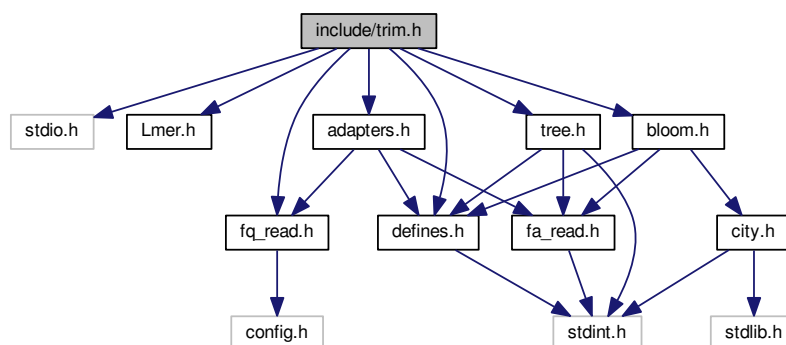 include/trim.h
stdio.h
Lmer.h
adapters.h
tree.h
bloom.h
fq_read.h
defines.h
fa_read.h
city.h
config.h
stdint.h
stdlib.h